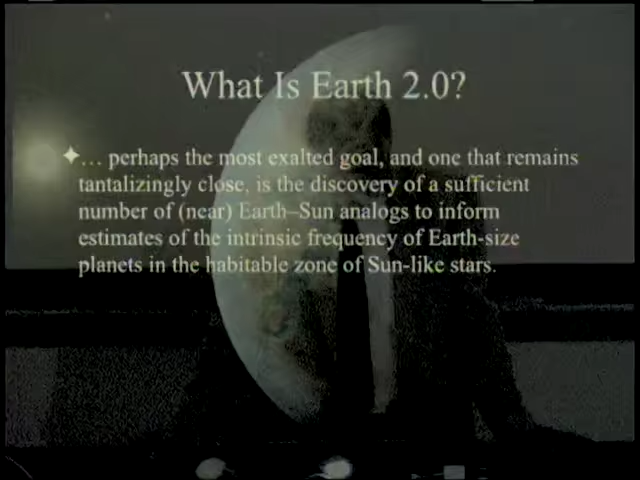 What Is Earth 2.0?
✦… perhaps the most exalted goal, and one that remains
tantalizingly close, is the discovery of a sufficient
number of (near) Earth–Sun analogs to inform
estimates of the intrinsic frequency of Earth-size
planets in the habitable zone of Sun-like stars.